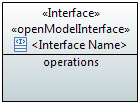 «Interface»
«openModelInterface»
<Interface Name>
operations